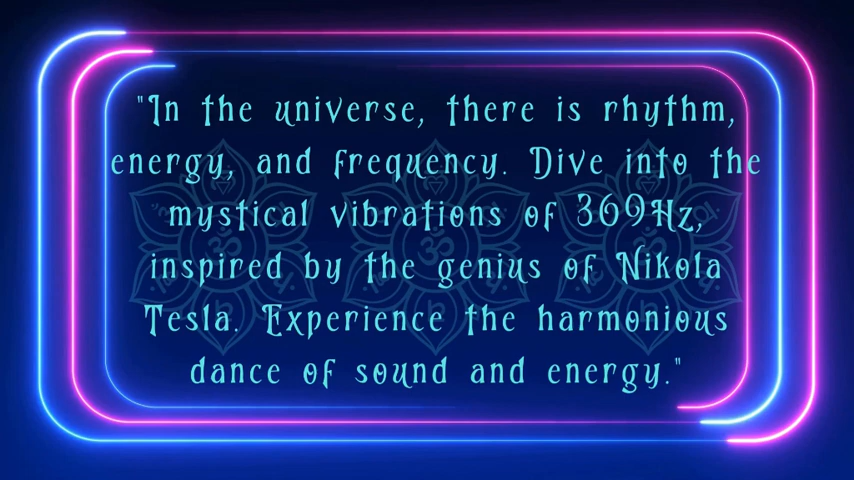 "In the universe, there is rhythm,
energy, and frequency. Dive into the
mystical vibrations of 369Hz,
inspired by the genius of Nikola
Tesla. Experience the harmonious
dance of sound and energy."